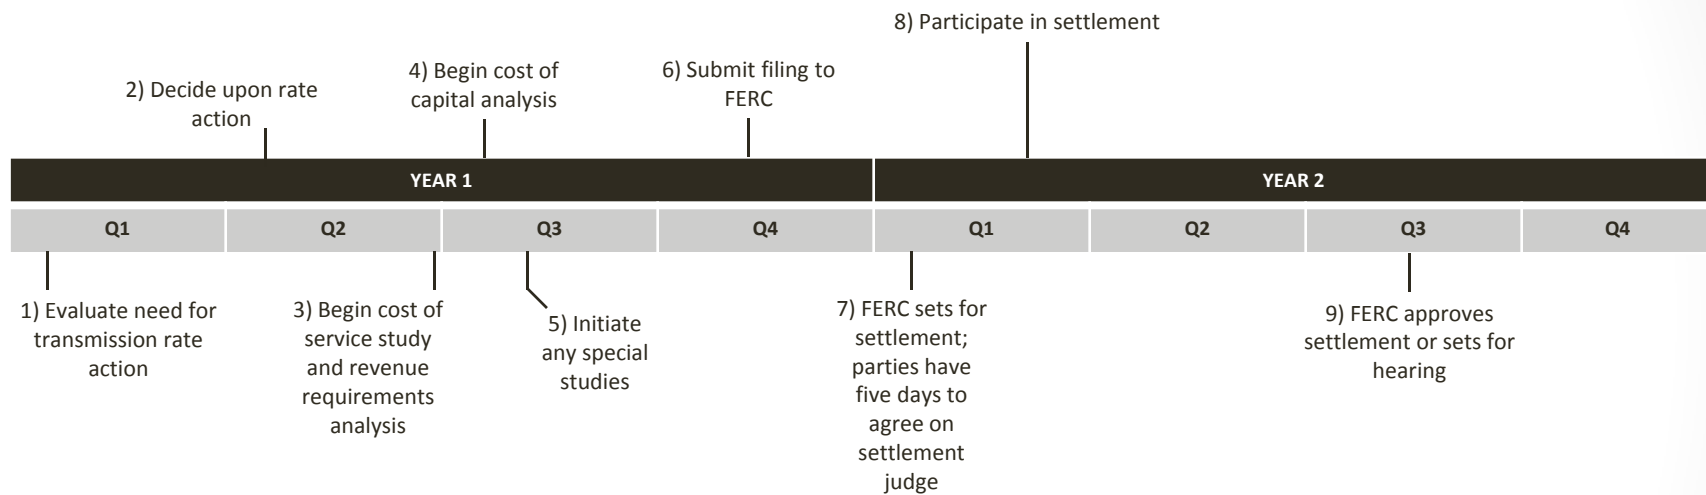 8) Participate in settlement
4) Begin cost of
capital analysis
6) Submit filing to
FERC
2) Decide upon rate
action
YEAR 1
YEAR 2
Q1
Q2
Q3
Q4
Q1
Q2
Q3
Q4
1) Evaluate need for
transmission rate
action
3) Begin cost of
service study
and revenue
requirements
analysis
5) Initiate
any special
studies
7) FERC sets for
settlement;
parties have
five days to
agree on
settlement
judge
9) FERC approves
settlement or sets for
hearing